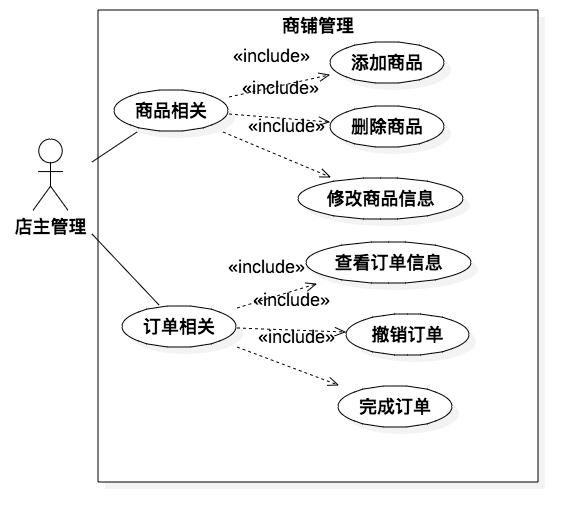 商铺管理
«include»
添加商品
«include»
商品相关
«include»
删除商品
修改商品信息
店主管理
«include»
查看订单信息
«include»
订单相关
«include»
撤销订单
完成订单